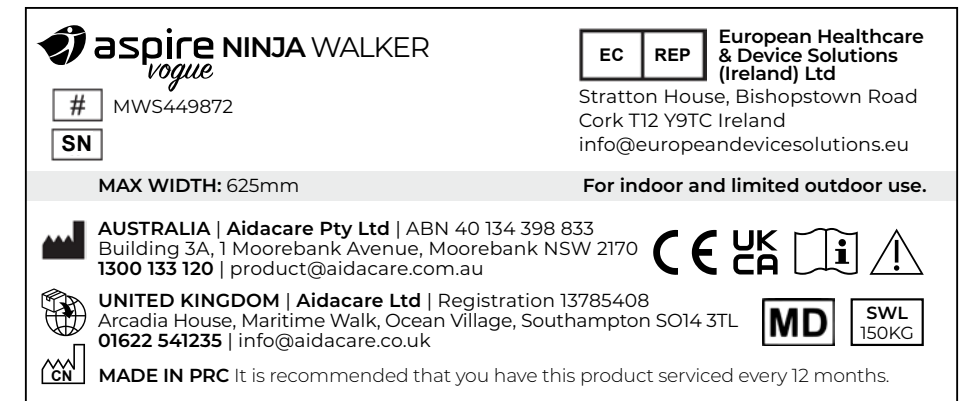 aspire NINJA WALKER
vogue
# MWS449872
SN
EC REP
European Healthcare
& Device Solutions
(Ireland) Ltd
Stratton House, Bishopstown Road
Cork T12 Y9TC Ireland
info@europeandevicesolutions.eu
MAX WIDTH: 625mm
For indoor and limited outdoor use.
AUSTRALIA | Aidacare Pty Ltd | ABN 40 134 398 833
Building 3A, 1 Moorebank Avenue, Moorebank NSW 2170
1300 133 120 | product@aidacare.com.au
CE UK
CA i !
UNITED KINGDOM | Aidacare Ltd | Registration 13785408
Arcadia House, Maritime Walk, Ocean Village, Southampton SO14 3TL
01622 541235 | info@aidacare.co.uk
MD
SWL
150KG
CN
MADE IN PRC It is recommended that you have this product serviced every 12 months.